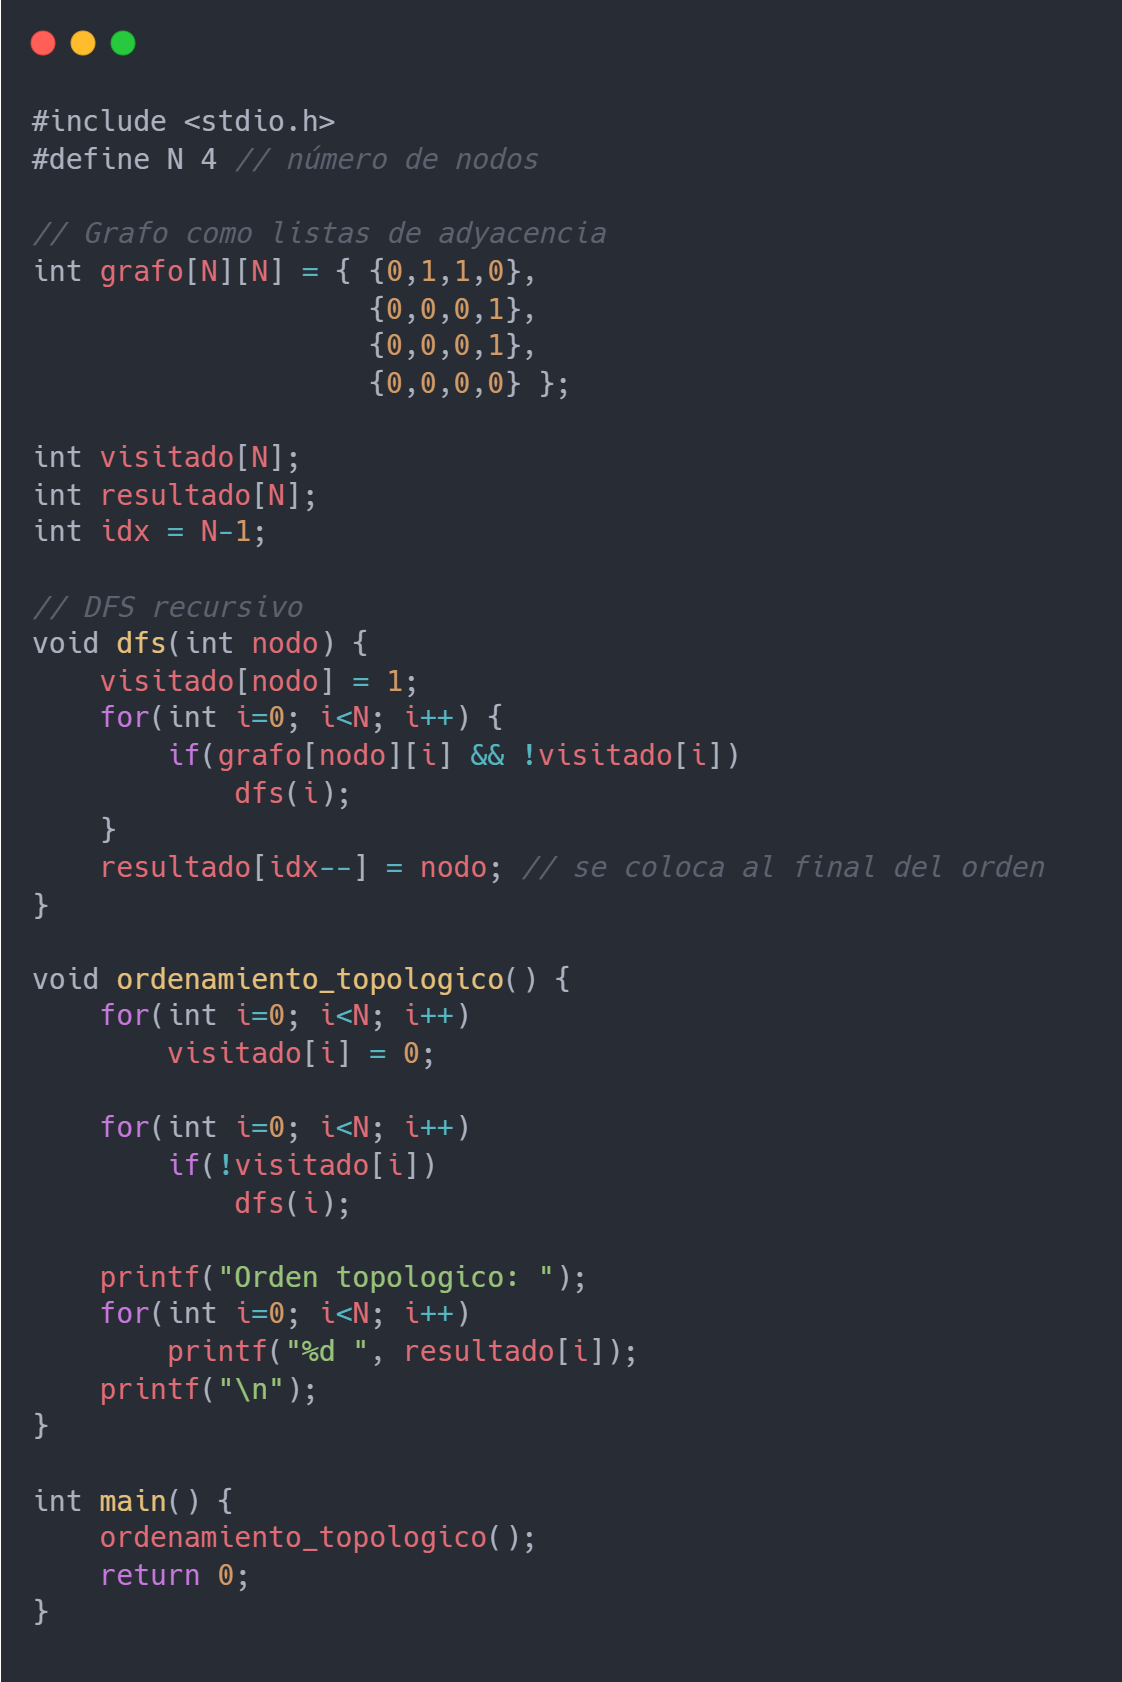 #include <stdio.h>
#define N 4 // número de nodos

// Grafo como listas de adyacencia
int grafo[N][N] = { {0,1,1,0},
                    {0,0,0,1},
                    {0,0,0,1},
                    {0,0,0,0} };

int visitado[N];
int resultado[N];
int idx = N-1;

// DFS recursivo
void dfs(int nodo) {
    visitado[nodo] = 1;
    for(int i=0; i<N; i++) {
        if(grafo[nodo][i] && !visitado[i])
            dfs(i);
    }
    resultado[idx--] = nodo; // se coloca al final del orden
}

void ordenamiento_topologico() {
    for(int i=0; i<N; i++)
        visitado[i] = 0;

    for(int i=0; i<N; i++)
        if(!visitado[i])
            dfs(i);

    printf("Orden topologico: ");
    for(int i=0; i<N; i++)
        printf("%d ", resultado[i]);
    printf("\n");
}

int main() {
    ordenamiento_topologico();
    return 0;
}